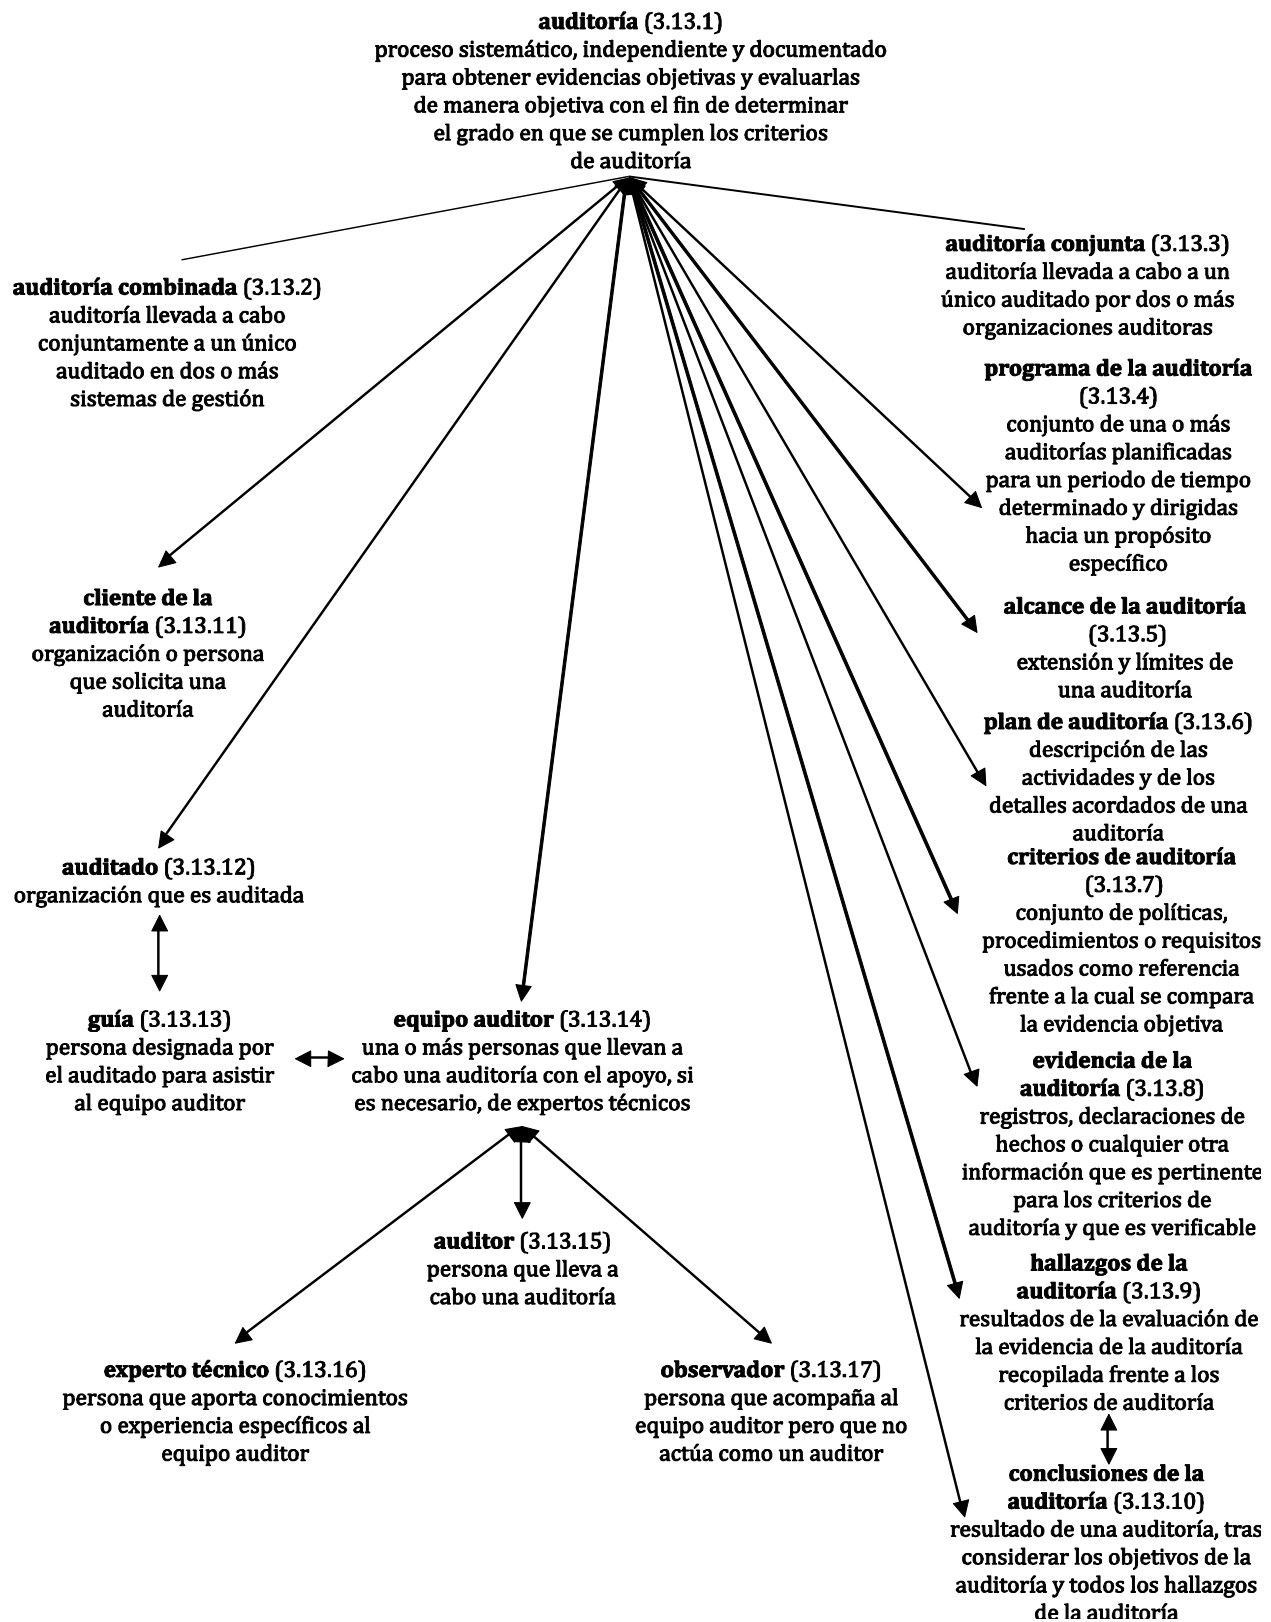 auditoría (3.13.1)
proceso sistemático, independiente y documentado
para obtener evidencias objetivas y evaluarlas
de manera objetiva con el fin de determinar
el grado en que se cumplen los criterios
de auditoría
auditoría combinada (3.13.2)
auditoría llevada a cabo
conjuntamente a un único
auditado en dos o más
sistemas de gestión
auditoría conjunta (3.13.3)
auditoría llevada a cabo a un
único auditado por dos o más
organizaciones auditoras
programa de la auditoría
(3.13.4)
conjunto de una o más
auditorías planificadas
para un periodo de tiempo
determinado y dirigidas
hacia un propósito
específico
alcance de la auditoría
(3.13.5)
extensión y límites de
una auditoría
plan de auditoría (3.13.6)
descripción de las
actividades y de los
detalles acordados de una
auditoría
criterios de auditoría
(3.13.7)
conjunto de políticas,
procedimientos o requisitos
usados como referencia
frente a la cual se compara
la evidencia objetiva
evidencia de la
auditoría (3.13.8)
registros, declaraciones de
hechos o cualquier otra
información que es pertinente
para los criterios de
auditoría y que es verificable
hallazgos de la
auditoría (3.13.9)
resultados de la evaluación de
la evidencia de la auditoría
recopilada frente a los
criterios de auditoría
conclusiones de la
auditoría (3.13.10)
resultado de una auditoría, tras
considerar los objetivos de la
auditoría y todos los hallazgos
de la auditoría
cliente de la
auditoría (3.13.11)
organización o persona
que solicita una
auditoría
auditado (3.13.12)
organización que es auditada
guía (3.13.13)
persona designada por
el auditado para asistir
al equipo auditor
equipo auditor (3.13.14)
una o más personas que llevan a
cabo una auditoría con el apoyo, si
es necesario, de expertos técnicos
auditor (3.13.15)
persona que lleva a
cabo una auditoría
experto técnico (3.13.16)
persona que aporta conocimientos
o experiencia específicos al
equipo auditor
observador (3.13.17)
persona que acompaña al
equipo auditor pero que no
actúa como un auditor